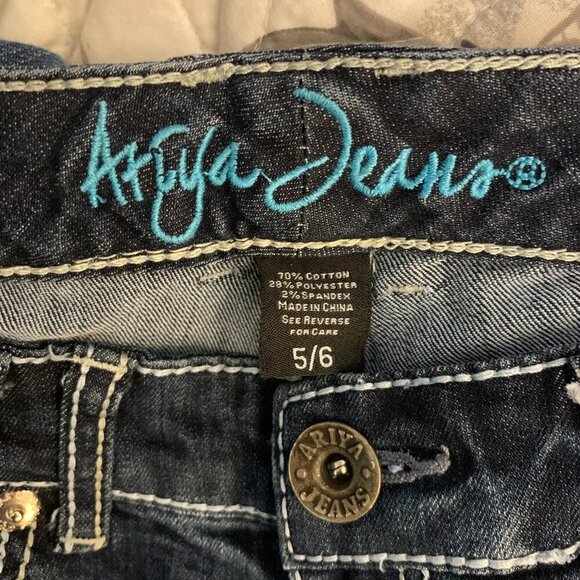 Ariya Jeans
70% COTTON
28% POLYESTER
2% SPANDEX
MADE IN CHINA
SEE REVERSE
FOR CARE
5/6
ARIYA
JEANS